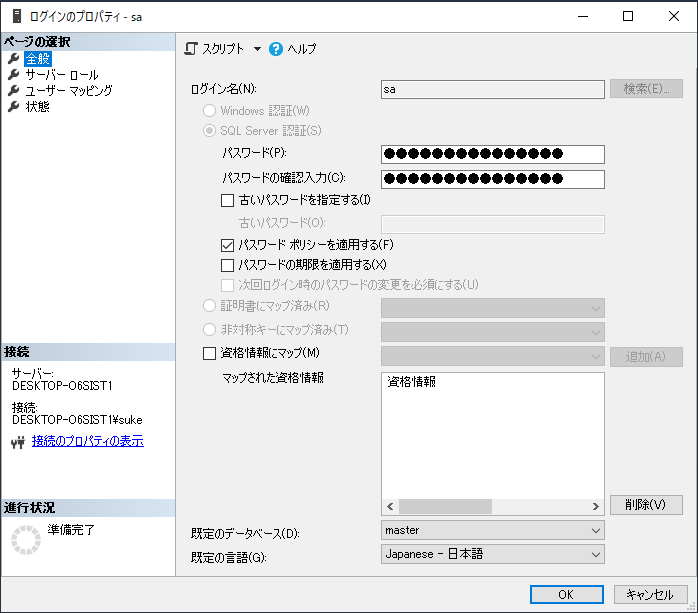 ログインのプロパティ - sa
ページの選択
全般
サーバー ロール
ユーザー マッピング
状態
接続
サーバー:
DESKTOP-O6SIST1
接続:
DESKTOP-O6SIST1¥suke
接続のプロパティの表示
進行状況
準備完了
スクリプト
ヘルプ
ログイン名(N):
sa
検索(E)...
Windows 認証(W)
SQL Server 認証(S)
パスワード(P):
●●●●●●●●●●●●●●●
パスワードの確認入力(C):
●●●●●●●●●●●●●●●
古いパスワードを指定する(I)
古いパスワード(O):
パスワード ポリシーを適用する(F)
パスワードの期限を適用する(X)
次回ログイン時のパスワードの変更を必須にする(U)
証明書にマップ済み(R)
非対称キーにマップ済み(T)
資格情報にマップ(M)
追加(A)
マップされた資格情報
資格情報
削除(V)
既定のデータベース(D):
master
既定の言語(G):
Japanese - 日本語
OK
キャンセル